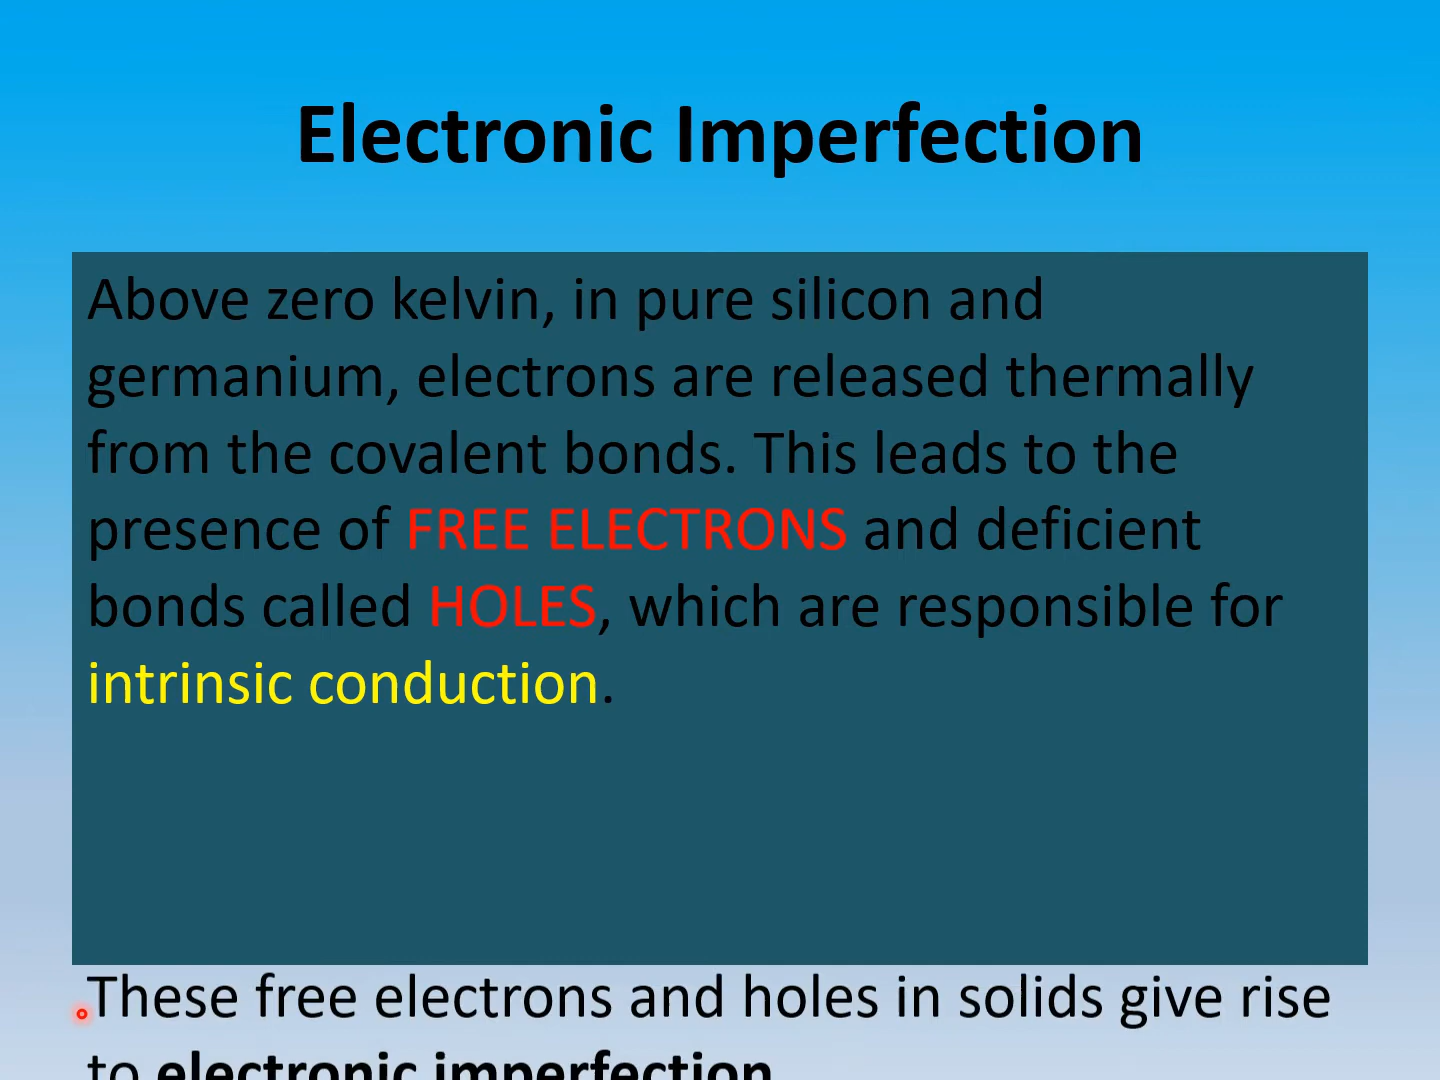 Electronic Imperfection
Above zero kelvin, in pure silicon and
germanium, electrons are released thermally
from the covalent bonds. This leads to the
presence of FREE ELECTRONS and deficient
bonds called HOLES, which are responsible for
intrinsic conduction.
These free electrons and holes in solids give rise
to electronic imperfection